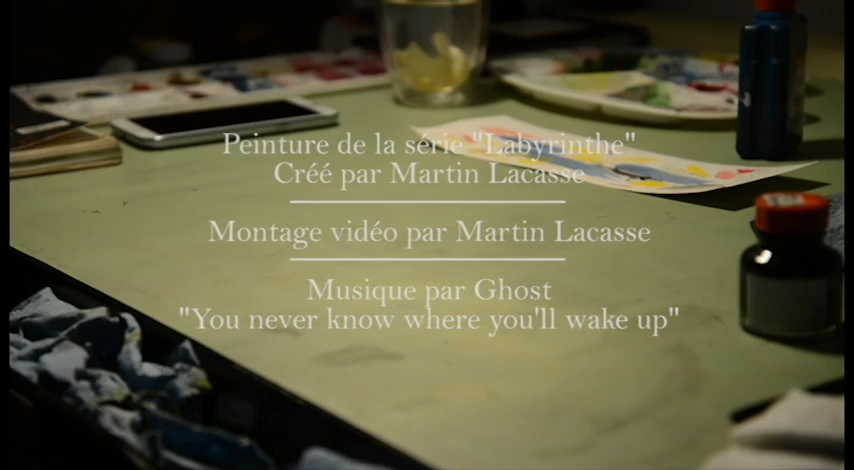 Peinture de la série "Labyrinthe"
Créé par Martin Lacasse
Montage vidéo par Martin Lacasse
Musique par Ghost
"You never know where you'll wake up"